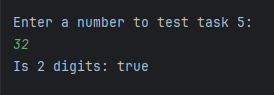 Enter a number to test task 5:
32
Is 2 digits: true